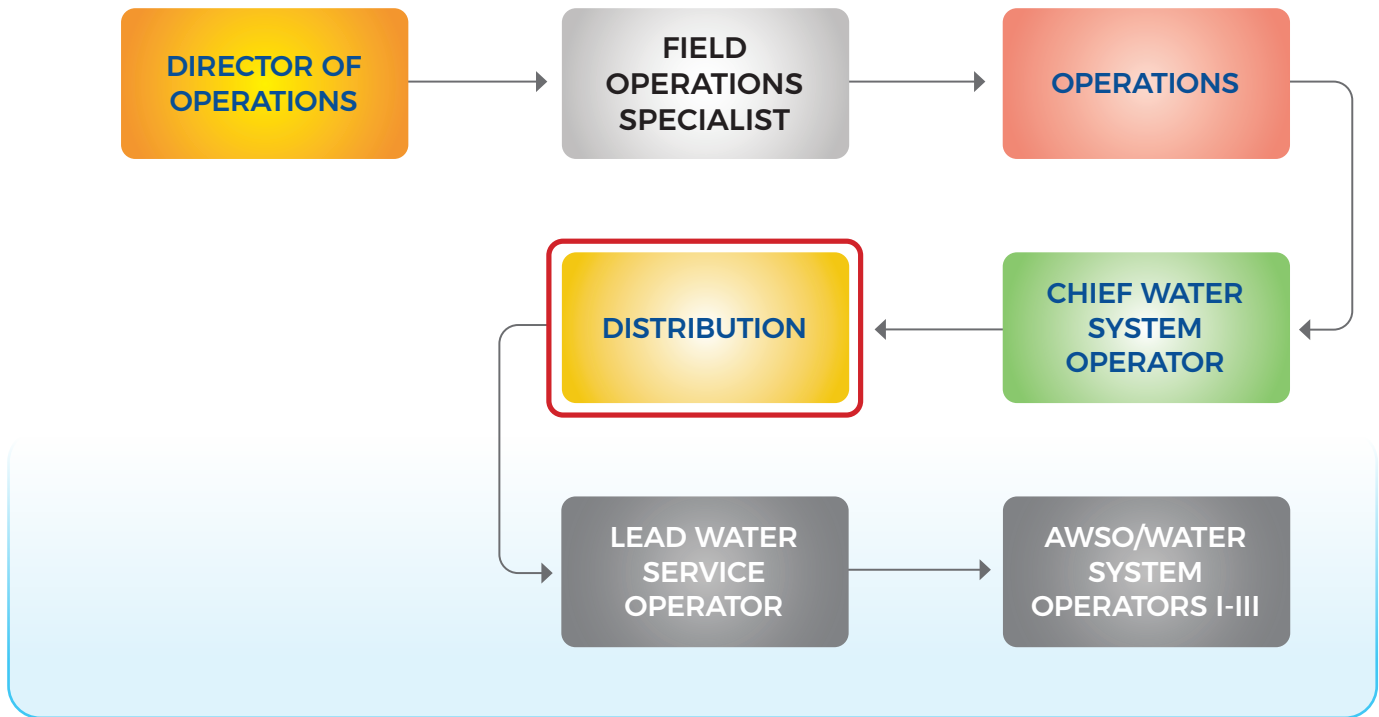 DIRECTOR OF
OPERATIONS
FIELD
OPERATIONS
SPECIALIST
OPERATIONS
CHIEF WATER
SYSTEM
OPERATOR
DISTRIBUTION
LEAD WATER
SERVICE
OPERATOR
AWSO/WATER
SYSTEM
OPERATORS I-III